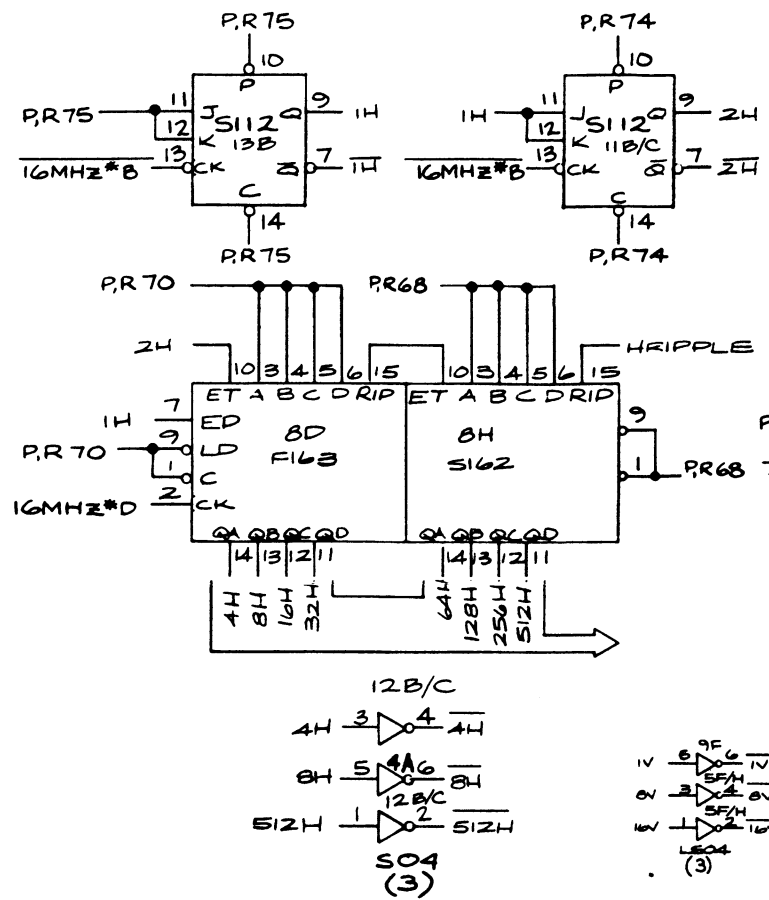 P,R75 P,R74
10 10
P P
P,R75 11 J Q 9 1H 1H 11 J Q 9 2H
12 K S112 12 K S112
13B 11B/C
16MHz*B 13 CK Q 7 1H 16MHz*B 13 CK Q 7 2H
C C
14 14
P,R75 P,R74
P,R70 P,R68
2H HRIPPLE
10 3 4 5 6 15 10 3 4 5 6 15
ET A B C D RIP ET A B C D RIP
1H 7 EP
8D 8H 9
P,R70 9 LD F163 S162
1 C 1 P,R68
16MHz*D 2 CK
QA QB QC QD QA QB QC QD
14 13 12 11 14 13 12 11
4H 8H 16H 32H 64H 128H 256H 512H
12B/C
4H 3 4 4H
8H 5 4A 6 8H
12B/C
512H 1 2 512H
S04
(3)
9F
1V 6 1V
5F/H
8V 3 4 8V
5F/H
16V 1 2 16V
LS04
(3)